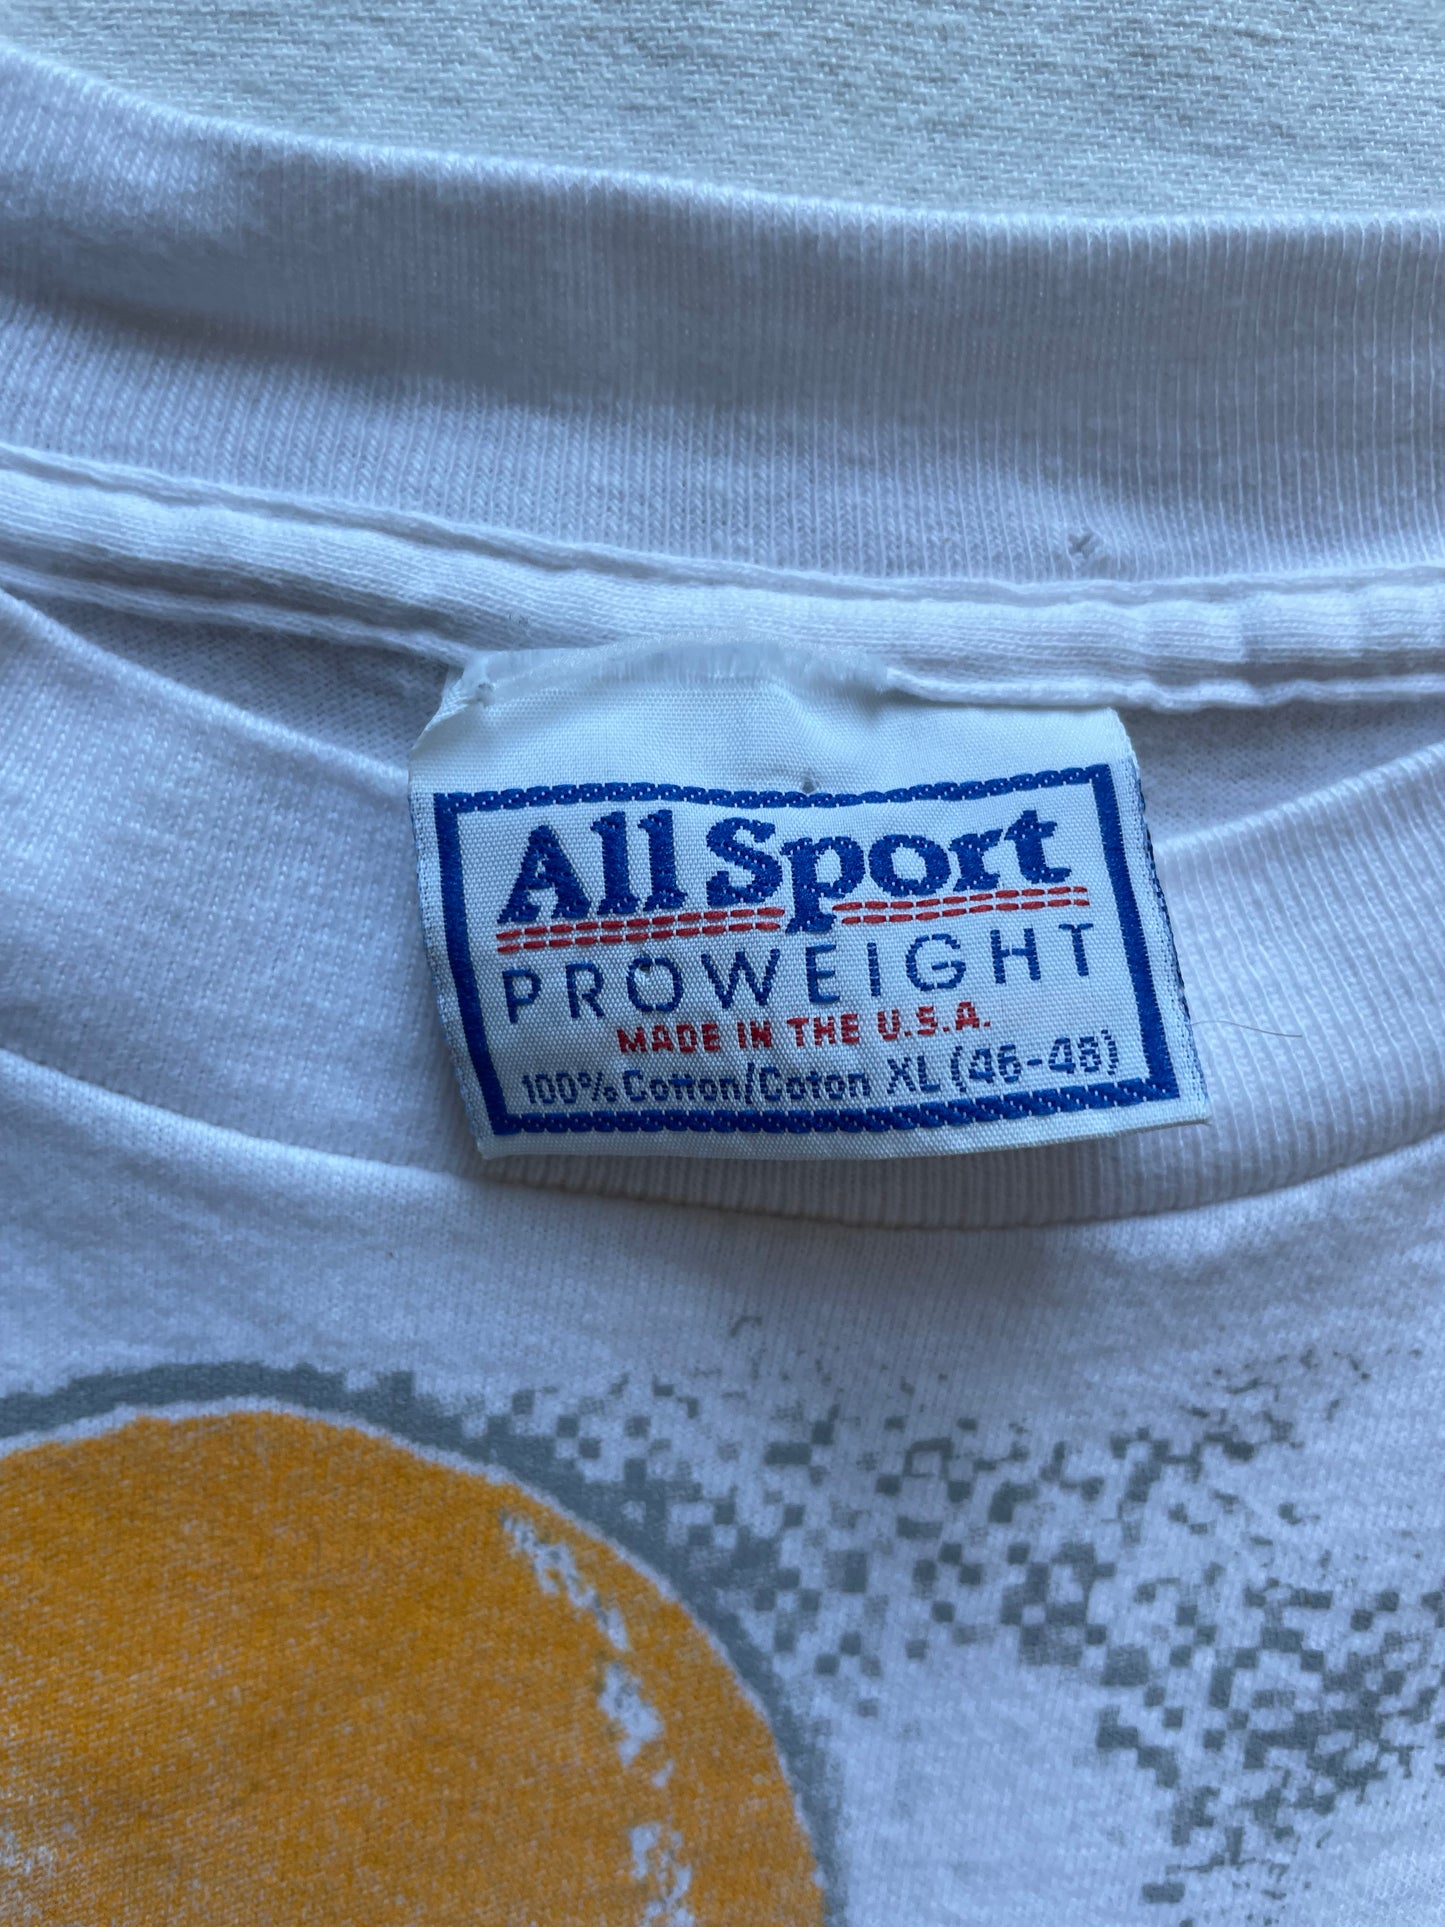 All Sport
PROWEIGHT
MADE IN THE U.S.A.
100% Cotton/Coton XL (46-48)